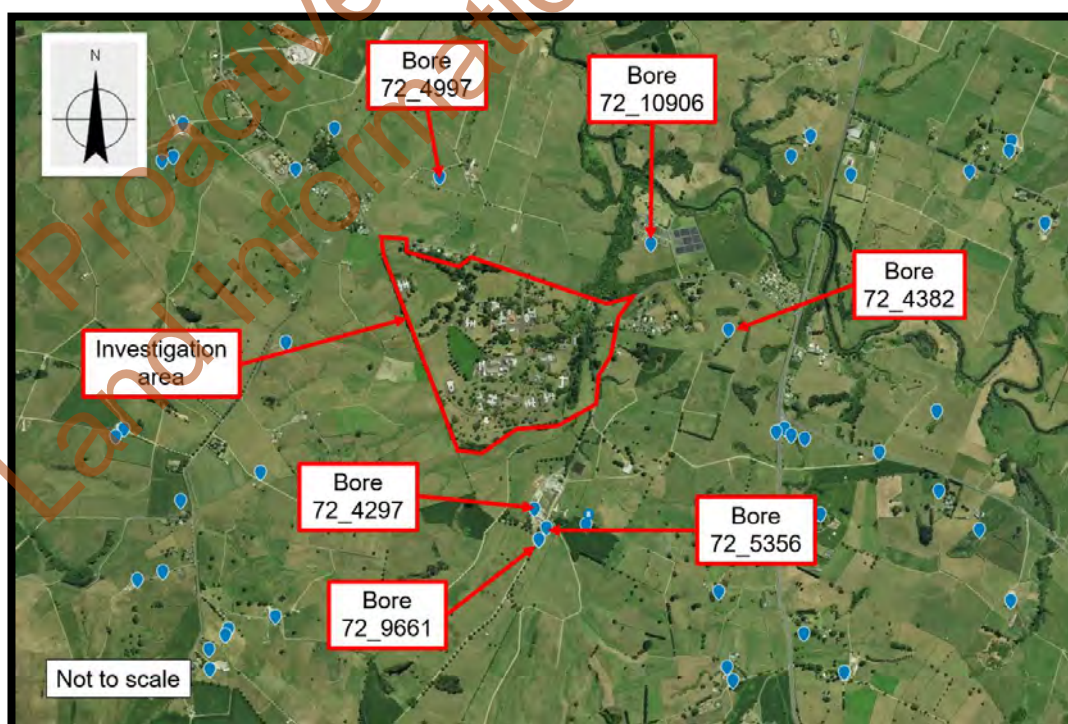 N
Bore
72_4997
Bore
72_10906
Bore
72_4382
Investigation
area
Bore
72_4297
Bore
72_5356
Bore
72_9661
Not to scale
Proactive
Land Informatio